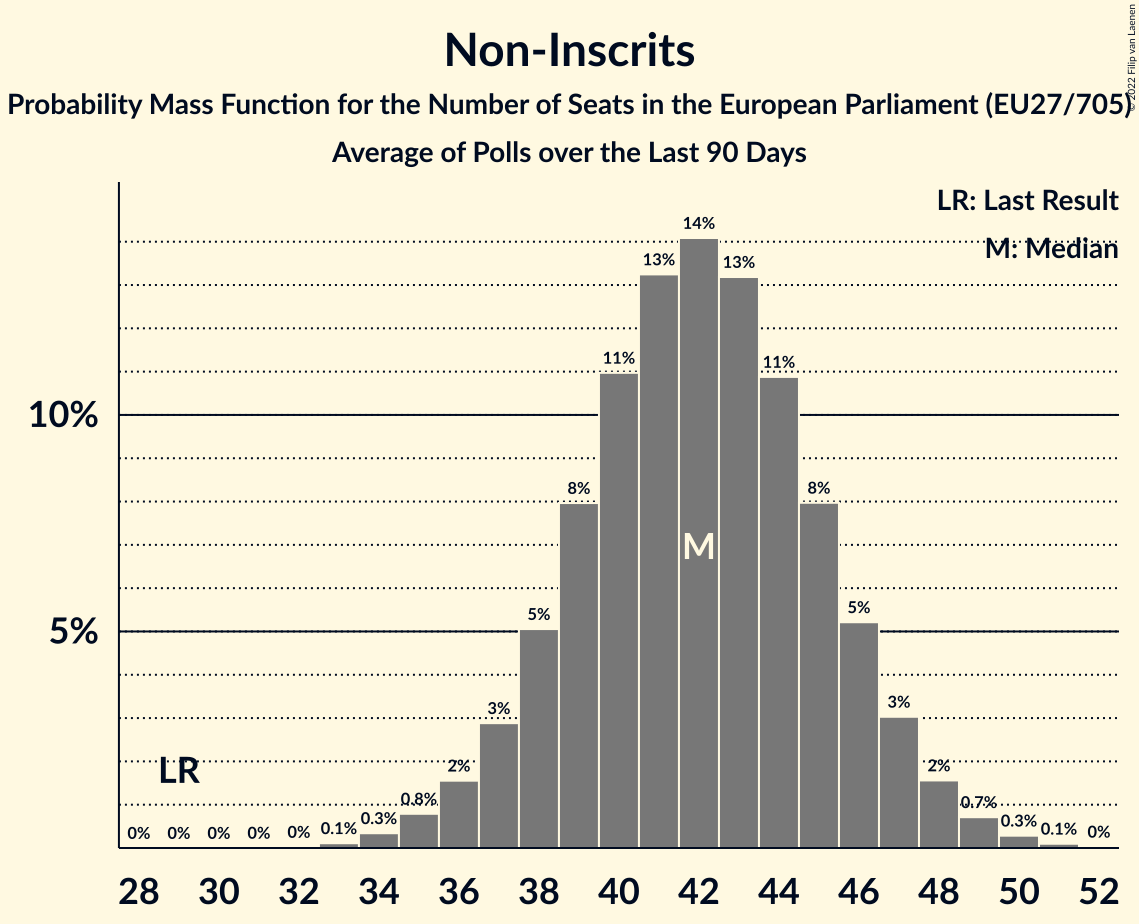 Non-Inscrits
© 2022 Filip van Laenen
Probability Mass Function for the Number of Seats in the European Parliament (EU27/705)
Average of Polls over the Last 90 Days
LR: Last Result
M: Median
14%
13%
13%
11%
11%
10%
8%
8%
M
5%
5%
5%
3%
3%
LR
2%
2%
0.8%
0.7%
0.3%
0.3%
0% 0% 0% 0% 0% 0.1%
0.1% 0%
28 30 32 34 36 38 40 42 44 46 48 50 52